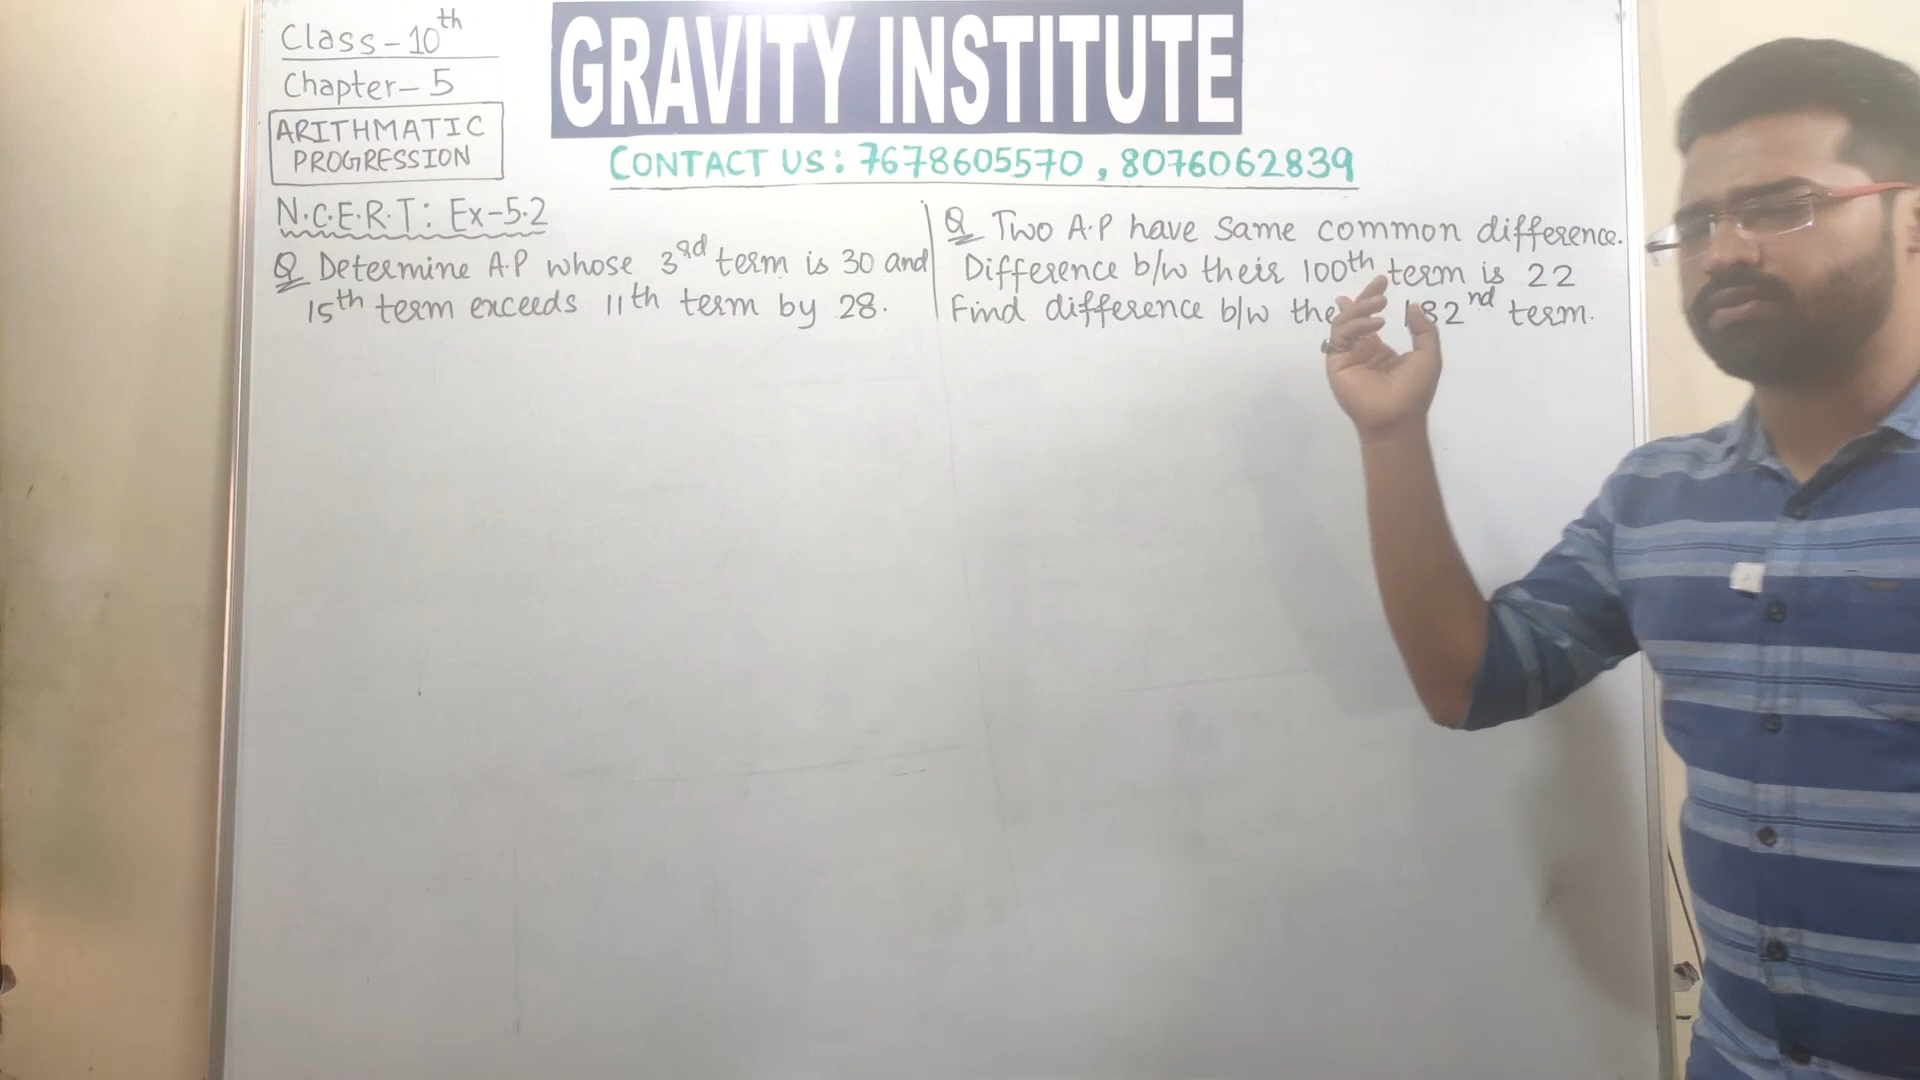 Class-10th
Chapter-5
ARITHMATIC
PROGRESSION
GRAVITY INSTITUTE
CONTACT US: 7678605570, 8076062839
N.C.E.R.T: Ex-5.2
Q Determine A.P whose 3rd term is 30 and
15th term exceeds 11th term by 28.
Q Two A.P have same common difference.
Difference b/w their 100th term is 22
Find difference b/w 182nd term.